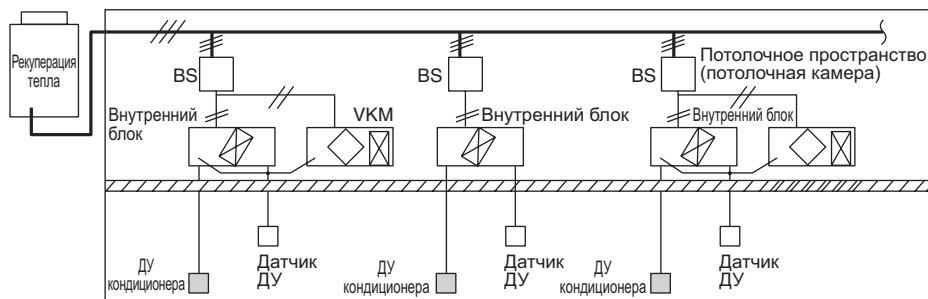 Рекуперация
тепла
BS
BS
BS
Потолочное пространство
(потолочная камера)
Внутренний
блок
VKM
Внутренний блок
Внутренний блок
ДУ
кондиционера
Датчик
ДУ
ДУ
кондиционера
Датчик
ДУ
ДУ
кондиционера
Датчик
ДУ